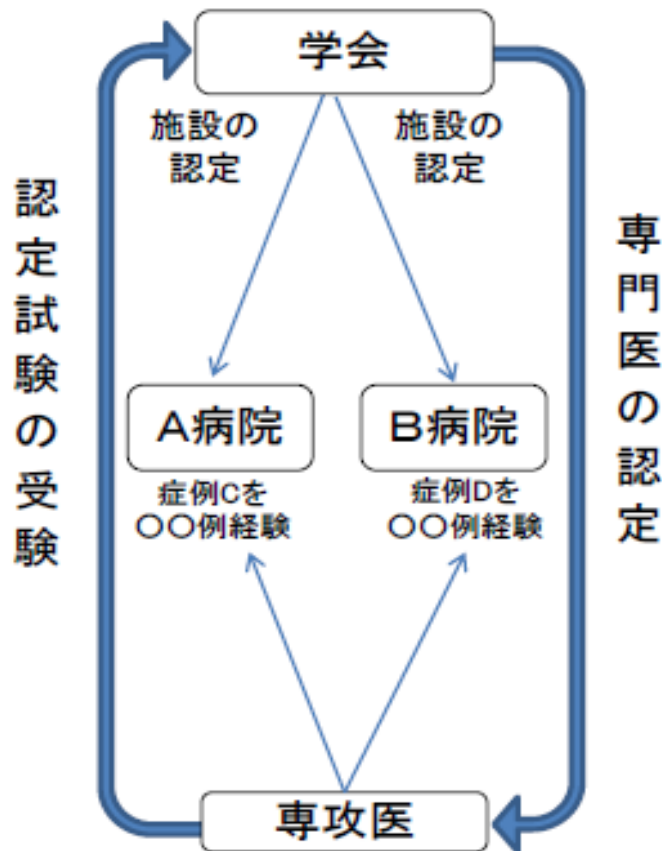 学会
施設の
認定
施設の
認定
認定試験の受験
専門医の認定
A病院
B病院
症例Cを
〇〇例経験
症例Dを
〇〇例経験
専攻医